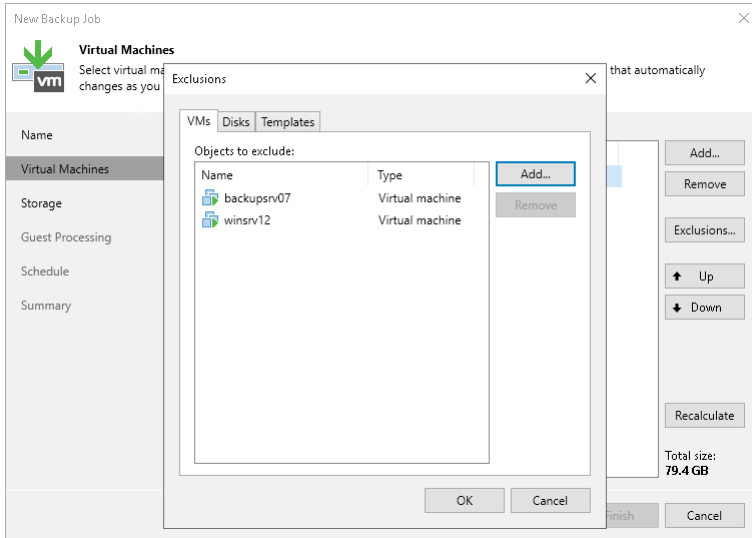 New Backup Job
Virtual Machines
Select virtual ma
that automatically
changes as you
vm
Exclusions
VMs Disks Templates
Objects to exclude:
Name Type
backupsrv07 Virtual machine
winsrv12 Virtual machine
Add...
Remove
OK Cancel
Name
Virtual Machines
Storage
Guest Processing
Schedule
Summary
Add...
Remove
Exclusions...
Up
Down
Recalculate
Total size:
79.4 GB
Finish Cancel